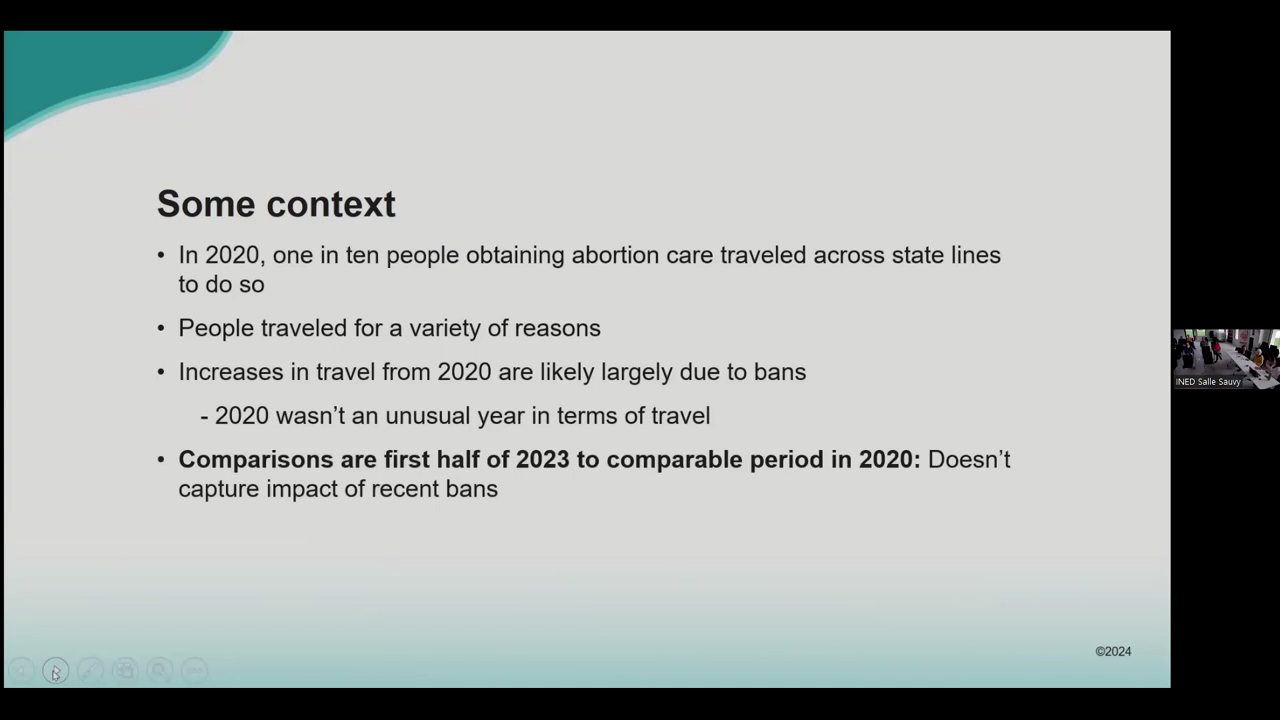 Some context
• In 2020, one in ten people obtaining abortion care traveled across state lines
to do so
• People traveled for a variety of reasons
• Increases in travel from 2020 are likely largely due to bans
- 2020 wasn’t an unusual year in terms of travel
• Comparisons are first half of 2023 to comparable period in 2020: Doesn’t
capture impact of recent bans
©2024
INED Salle Sauvy